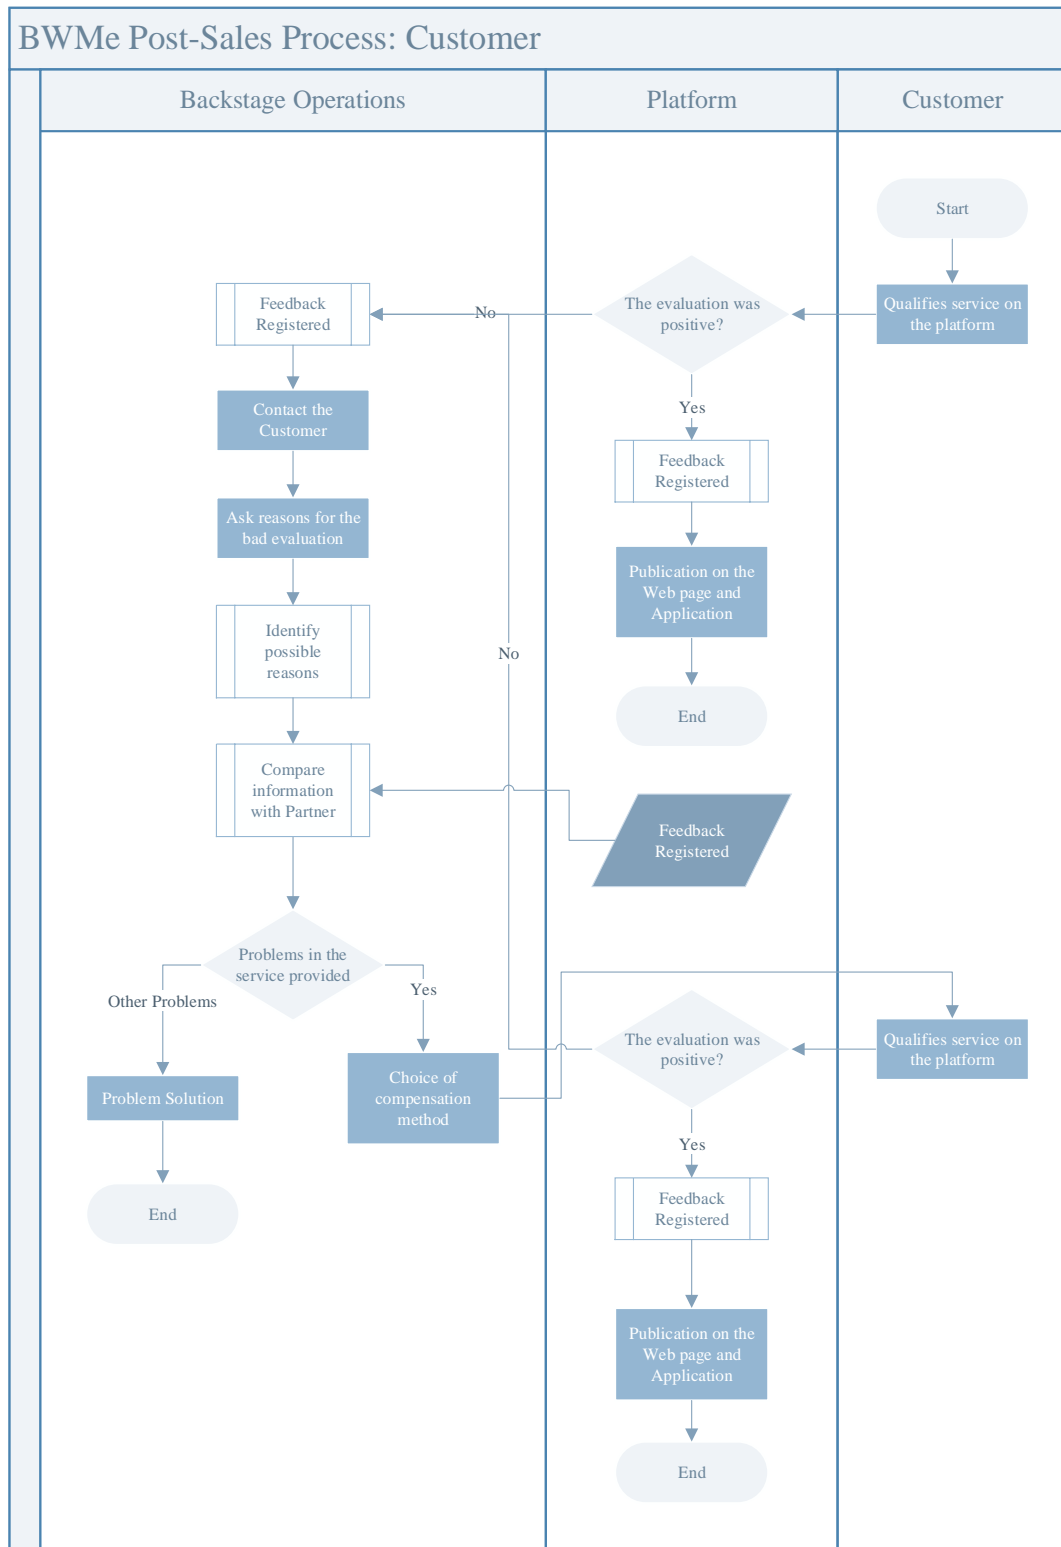 BWMe Post-Sales Process: Customer
Backstage Operations
Platform
Customer
Start
Feedback
Registered
No
The evaluation was
positive?
Qualifies service on
the platform
Contact the
Customer
Yes
Feedback
Registered
Ask reasons for the
bad evaluation
Publication on the
Web page and
Application
Identify
possible
reasons
No
End
Compare
information
with Partner
Feedback
Registered
Problems in the
service provided
Other Problems
Yes
The evaluation was
positive?
Qualifies service on
the platform
Problem Solution
Choice of
compensation
method
Yes
Feedback
Registered
End
Publication on the
Web page and
Application
End